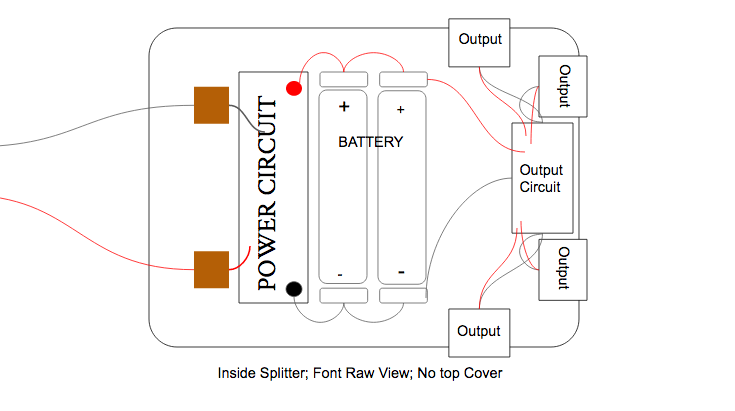 Output
Output
POWER CIRCUIT
+
+
BATTERY
Output
Circuit
-
-
Output
Output
Inside Splitter; Font Raw View; No top Cover